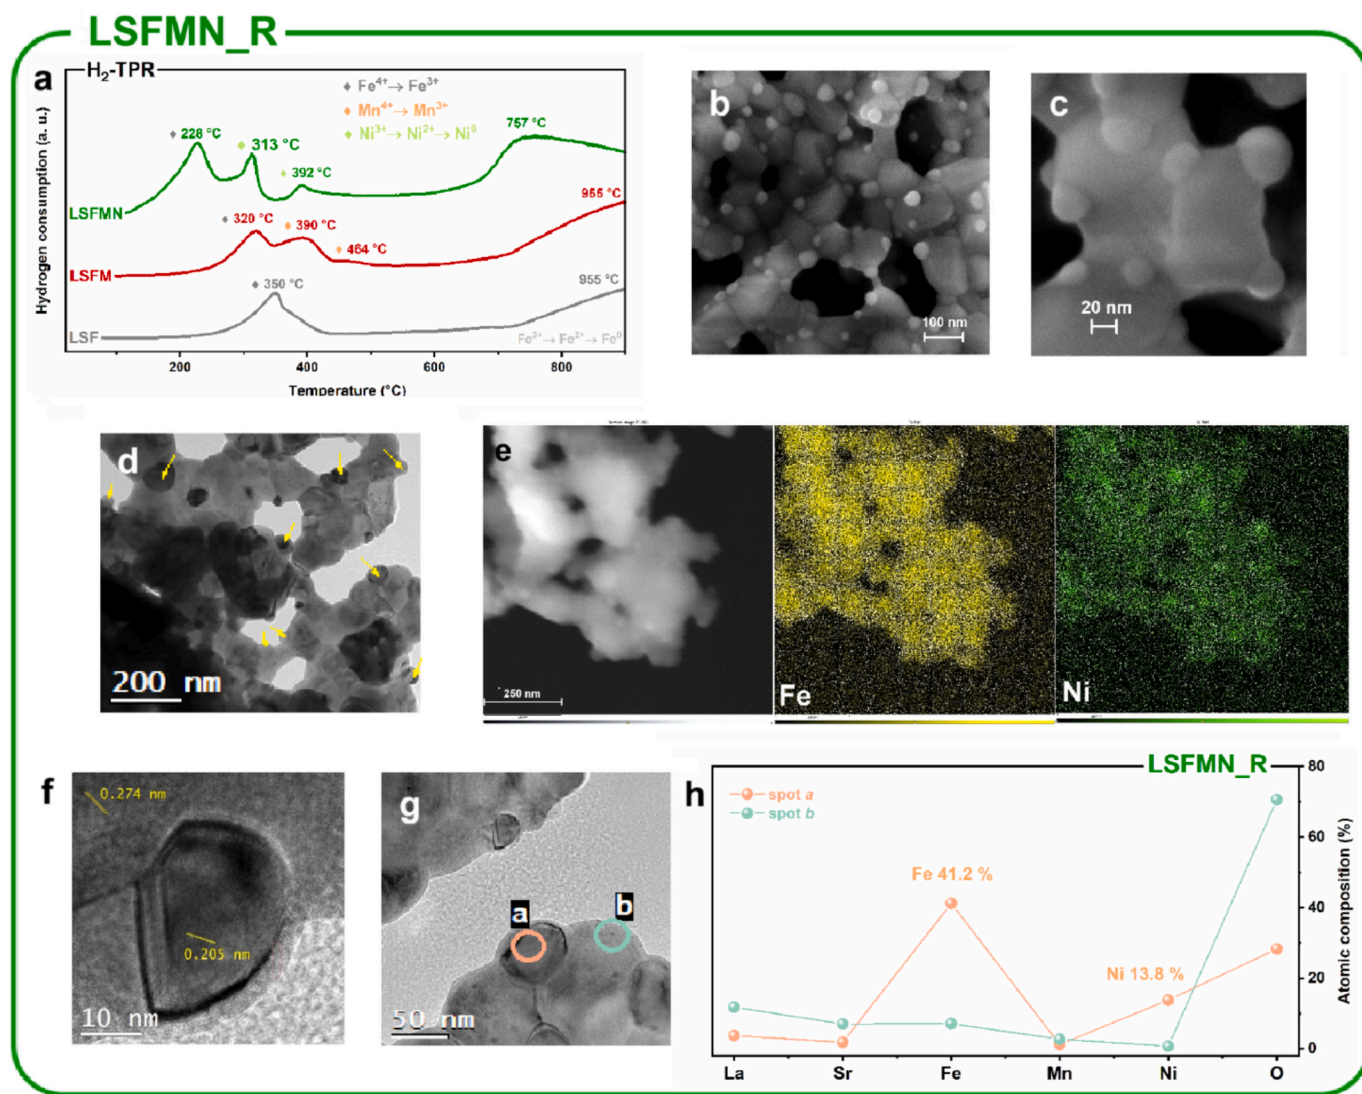 LSFMN_R
a
H₂-TPR
Fe⁴⁺→ Fe³⁺
Mn⁴⁺→ Mn³⁺
Ni³⁺→ Ni²⁺→ Ni⁰
228 °C
313 °C
392 °C
757 °C
LSFMN
320 °C
390 °C
464 °C
955 °C
LSFM
350 °C
955 °C
LSF
Fe³⁺→ Fe²⁺→ Fe⁰
200 400 600 800
Temperature (°C)
Hydrogen consumption (a. u.)
b
100 nm
c
20 nm
d
200 nm
e
250 nm
Fe
Ni
f
0.274 nm
0.205 nm
10 nm
g
a
b
50 nm
h
LSFMN_R
spot a
spot b
Fe 41.2 %
Ni 13.8 %
80
60
40
20
0
Atomic composition (%)
La Sr Fe Mn Ni O